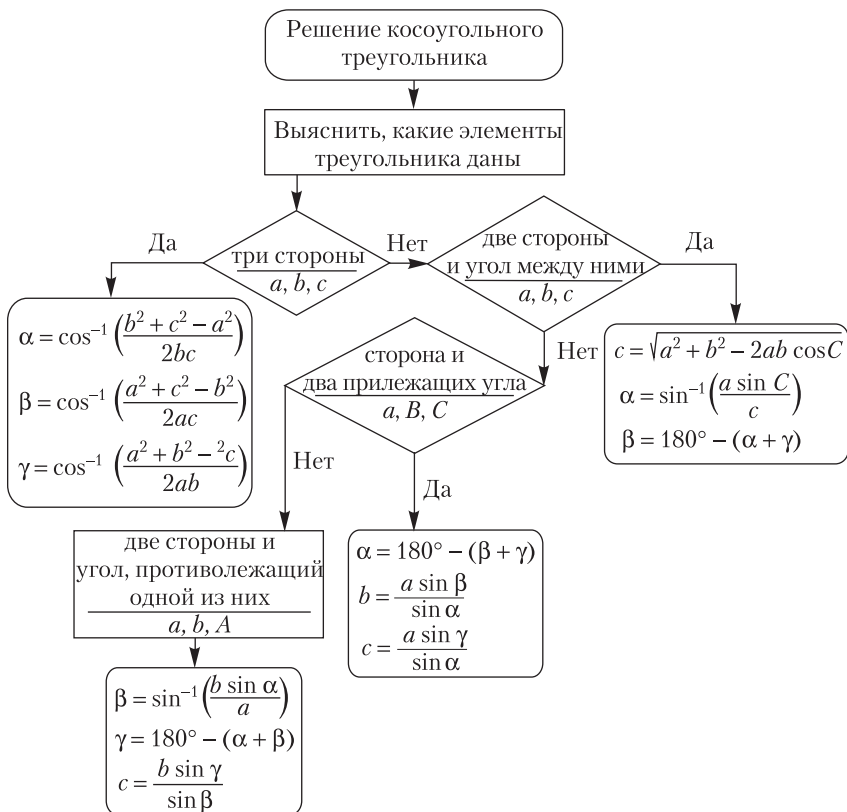 Решение косоугольного
треугольника
Выяснить, какие элементы
треугольника даны
Да
три стороны
a, b, c
Нет
две стороны
и угол между ними
a, b, c
Да
α = cos⁻¹ ((b² + c² − a²)/2bc)
β = cos⁻¹ ((a² + c² − b²)/2ac)
γ = cos⁻¹ ((a² + b² − ²c)/2ab)
сторона и
два прилежащих угла
a, B, C
Нет
c = √(a² + b² − 2ab cosC)
α = sin⁻¹((a sin C)/c)
β = 180° − (α + γ)
Нет
Да
две стороны и
угол, противолежащий
одной из них
a, b, A
α = 180° − (β + γ)
b = (a sin β)/(sin α)
c = (a sin γ)/(sin α)
β = sin⁻¹((b sin α)/a)
γ = 180° − (α + β)
c = (b sin γ)/(sin β)